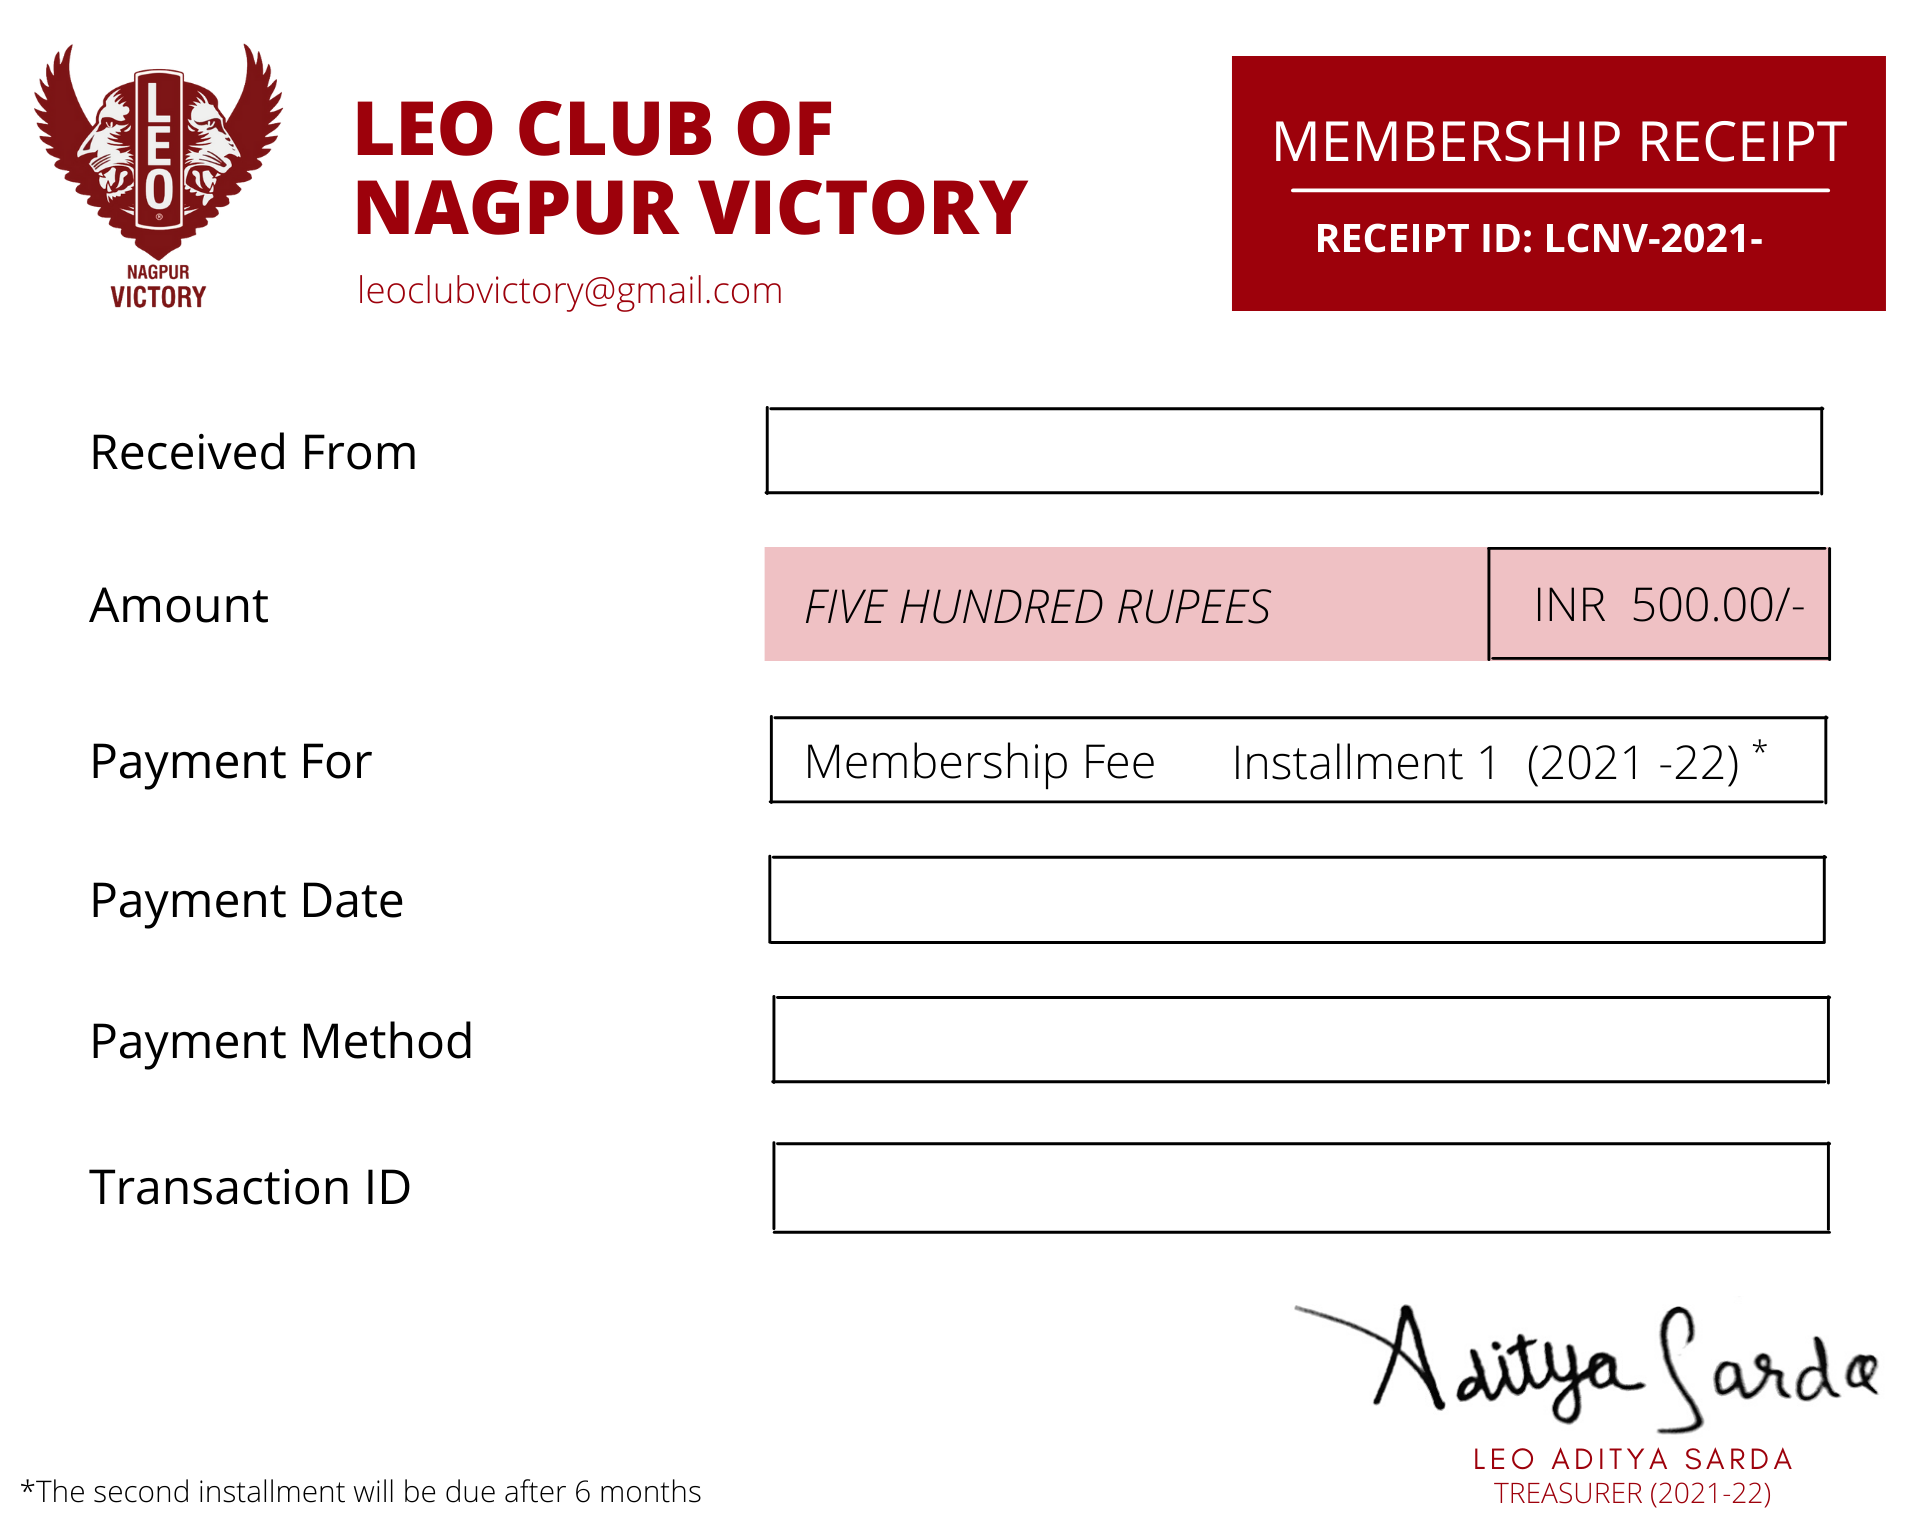 LEO
®
NAGPUR
VICTORY
LEO CLUB OF
NAGPUR VICTORY
leoclubvictory@gmail.com
MEMBERSHIP RECEIPT
RECEIPT ID: LCNV-2021-
Received From
Amount FIVE HUNDRED RUPEES INR 500.00/-
Payment For Membership Fee Installment 1 (2021 -22) *
Payment Date
Payment Method
Transaction ID
Aditya Sarda
LEO ADITYA SARDA
TREASURER (2021-22)
*The second installment will be due after 6 months